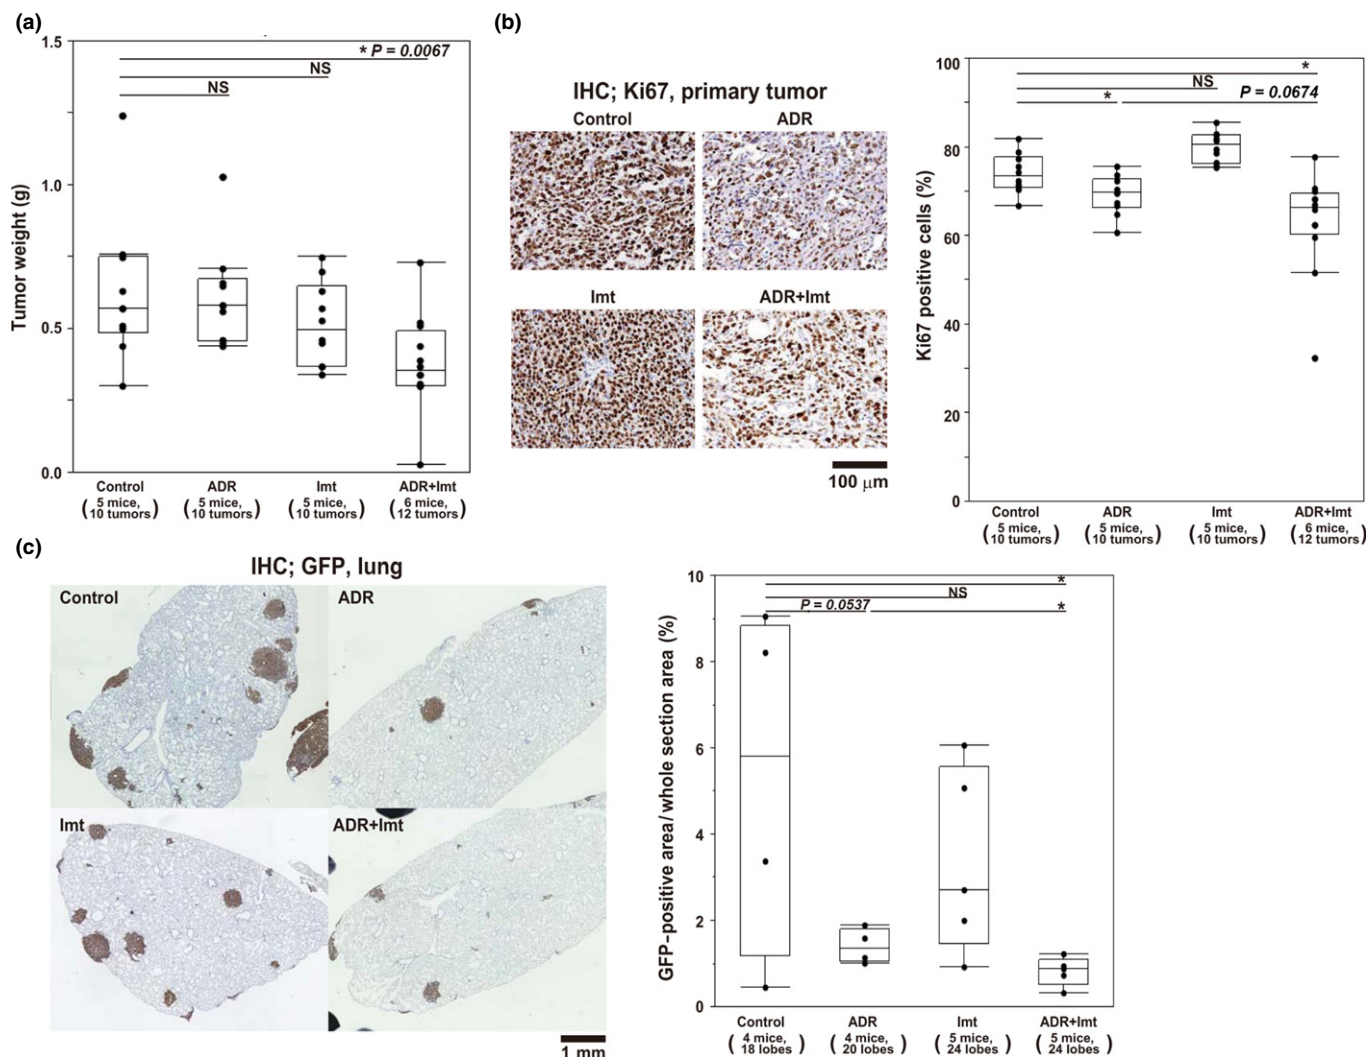 (a)
1.5
1.0
0.5
0.0
Tumor weight (g)
* P = 0.0067
NS
NS
Control
(5 mice, 10 tumors)
ADR
(5 mice, 10 tumors)
Imt
(5 mice, 10 tumors)
ADR+Imt
(6 mice, 12 tumors)
(b)
IHC; Ki67, primary tumor
Control
ADR
Imt
ADR+Imt
100 μm
100
80
60
40
20
0
Ki67 positive cells (%)
*
NS
*
P = 0.0674
Control
(5 mice, 10 tumors)
ADR
(5 mice, 10 tumors)
Imt
(5 mice, 10 tumors)
ADR+Imt
(6 mice, 12 tumors)
(c)
IHC; GFP, lung
Control
ADR
Imt
ADR+Imt
1 mm
10
8
6
4
2
0
GFP-positive area/whole section area (%)
*
NS
P = 0.0537
*
Control
(4 mice, 18 lobes)
ADR
(4 mice, 20 lobes)
Imt
(5 mice, 24 lobes)
ADR+Imt
(5 mice, 24 lobes)